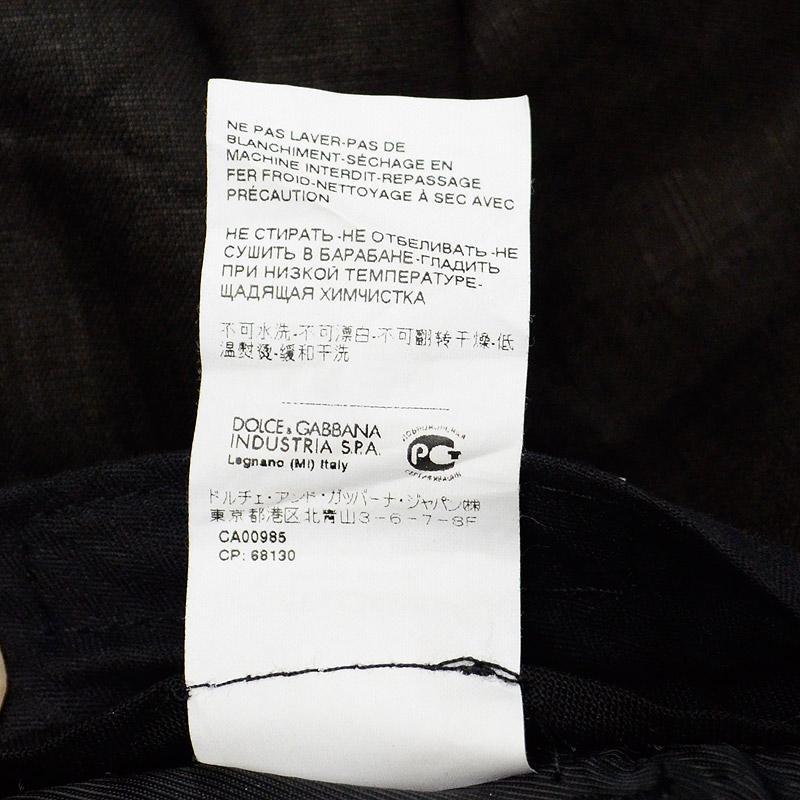 NE PAS LAVER-PAS DE
BLANCHIMENT-SÉCHAGE EN
MACHINE INTERDIT-REPASSAGE
FER FROID-NETTOYAGE À SEC AVEC
PRÉCAUTION
НЕ СТИРАТЬ-НЕ ОТБЕЛИВАТЬ-НЕ
СУШИТЬ В БАРАБАНЕ-ГЛАДИТЬ
ПРИ НИЗКОЙ ТЕМПЕРАТУРЕ-
ЩАДЯЩАЯ ХИМЧИСТКА
不可水洗-不可漂白-不可翻转干燥-低
温熨烫-缓和干洗
DOLCE & GABBANA
INDUSTRIA S.P.A.
Legnano (MI) Italy
ДОБРОВОЛЬНАЯ
РСТ
СЕРТИФИКАЦИЯ
ドルチェ・アンド・ガッバーナ・ジャパン㈱
東京都港区北青山3-6-7-8F
CA00985
CP: 68130